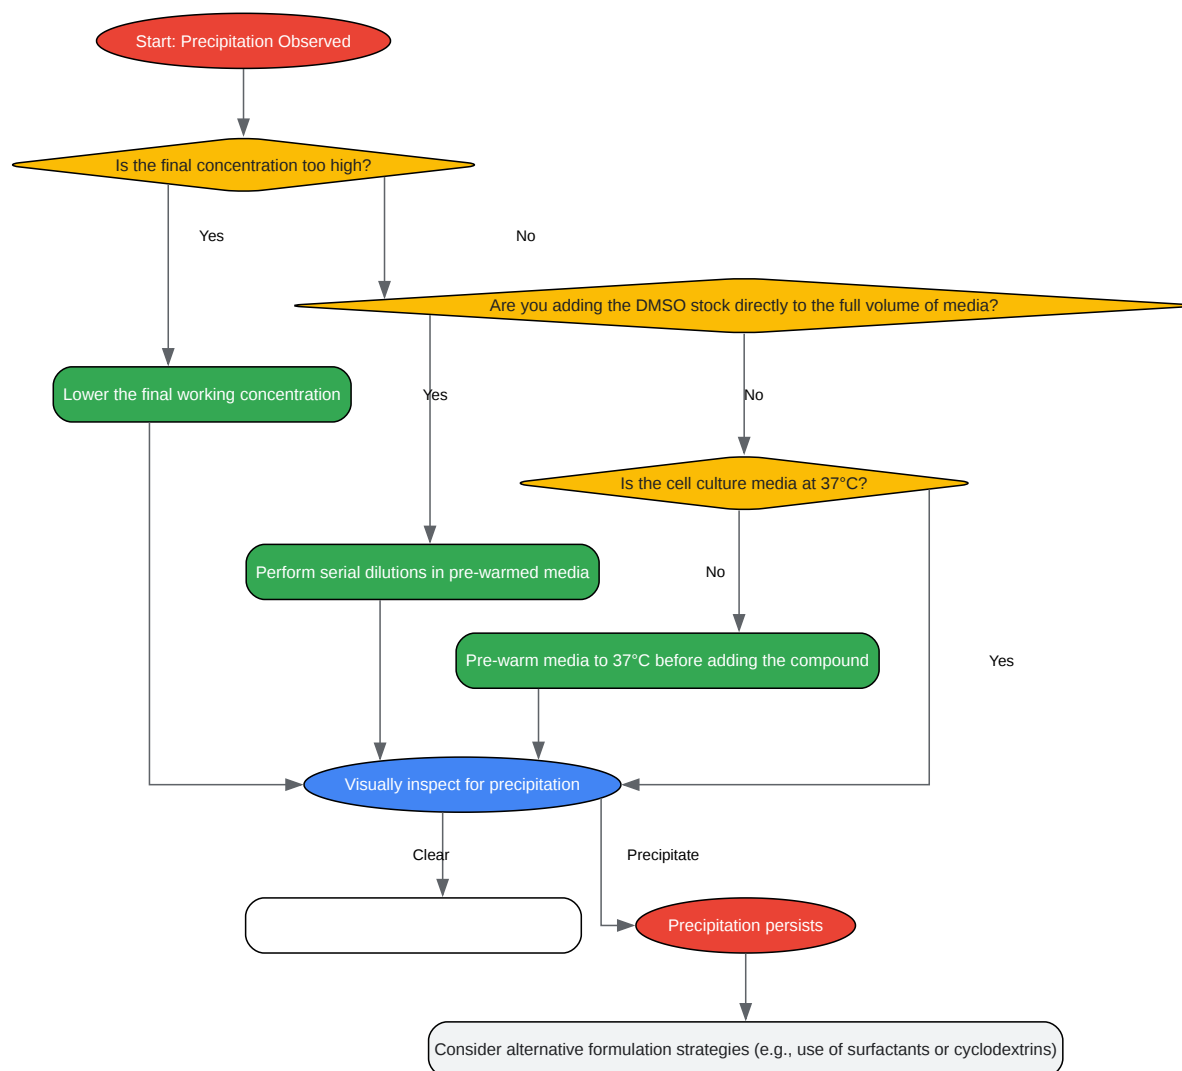 Start: Precipitation Observed
Is the final concentration too high?
Yes
No
Are you adding the DMSO stock directly to the full volume of media?
Lower the final working concentration
Yes
No
Is the cell culture media at 37°C?
Perform serial dilutions in pre-warmed media
No
Pre-warm media to 37°C before adding the compound
Yes
Visually inspect for precipitation
Clear
Precipitate
Precipitation persists
Consider alternative formulation strategies (e.g., use of surfactants or cyclodextrins)